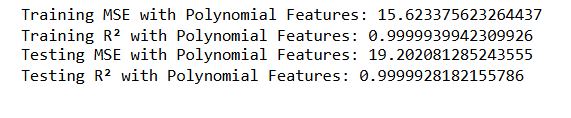 Training MSE with Polynomial Features: 15.623375623264437
Training R² with Polynomial Features: 0.9999939942309926
Testing MSE with Polynomial Features: 19.202081285243555
Testing R² with Polynomial Features: 0.9999928182155786